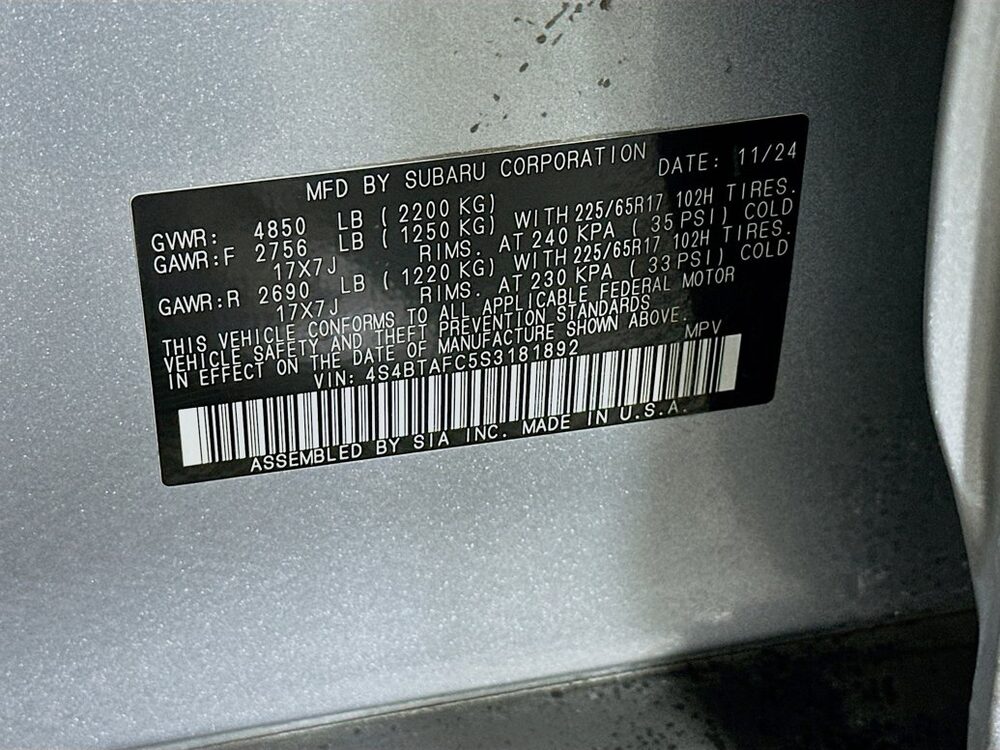 MFD BY SUBARU CORPORATION DATE: 11/24
GVWR: 4850 LB ( 2200 KG)
GAWR:F 2756 LB ( 1250 KG) WITH 225/65R17 102H TIRES.
17X7J RIMS. AT 240 KPA ( 35 PSI) COLD
GAWR:R 2690 LB ( 1220 KG) WITH 225/65R17 102H TIRES.
17X7J RIMS. AT 230 KPA ( 33 PSI) COLD
THIS VEHICLE CONFORMS TO ALL APPLICABLE FEDERAL MOTOR
VEHICLE SAFETY AND THEFT PREVENTION STANDARDS
IN EFFECT ON THE DATE OF MANUFACTURE SHOWN ABOVE.
VIN: 4S4BTAFC5S3181892 MPV
ASSEMBLED BY SIA INC. MADE IN U.S.A.